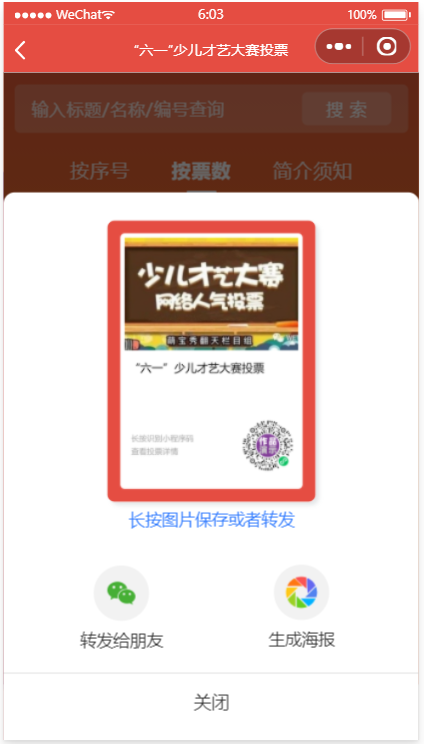 WeChat 6:03 100%
“六一”少儿才艺大赛投票
输入标题/名称/编号查询 搜 索
按序号 按票数 简介须知
少儿才艺大赛
网络人气投票
萌宝秀翻天栏目组
“六一”少儿才艺大赛投票
长按识别小程序码
查看投票详情
长按图片保存或者转发
转发给朋友 生成海报
关闭